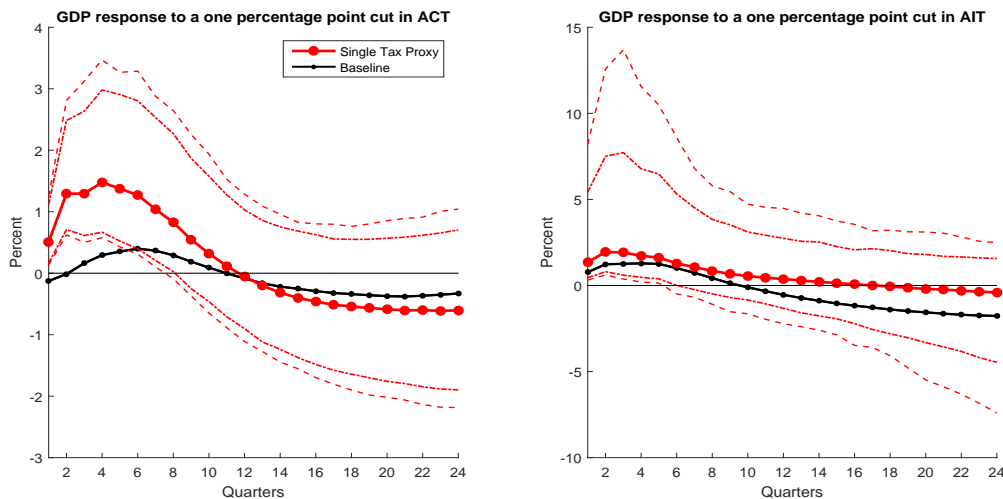 GDP response to a one percentage point cut in ACT
4
3
2
1
0
-1
-2
-3
Percent
Single Tax Proxy
Baseline
2 4 6 8 10 12 14 16 18 20 22 24
Quarters
GDP response to a one percentage point cut in AIT
15
10
5
0
-5
-10
Percent
2 4 6 8 10 12 14 16 18 20 22 24
Quarters